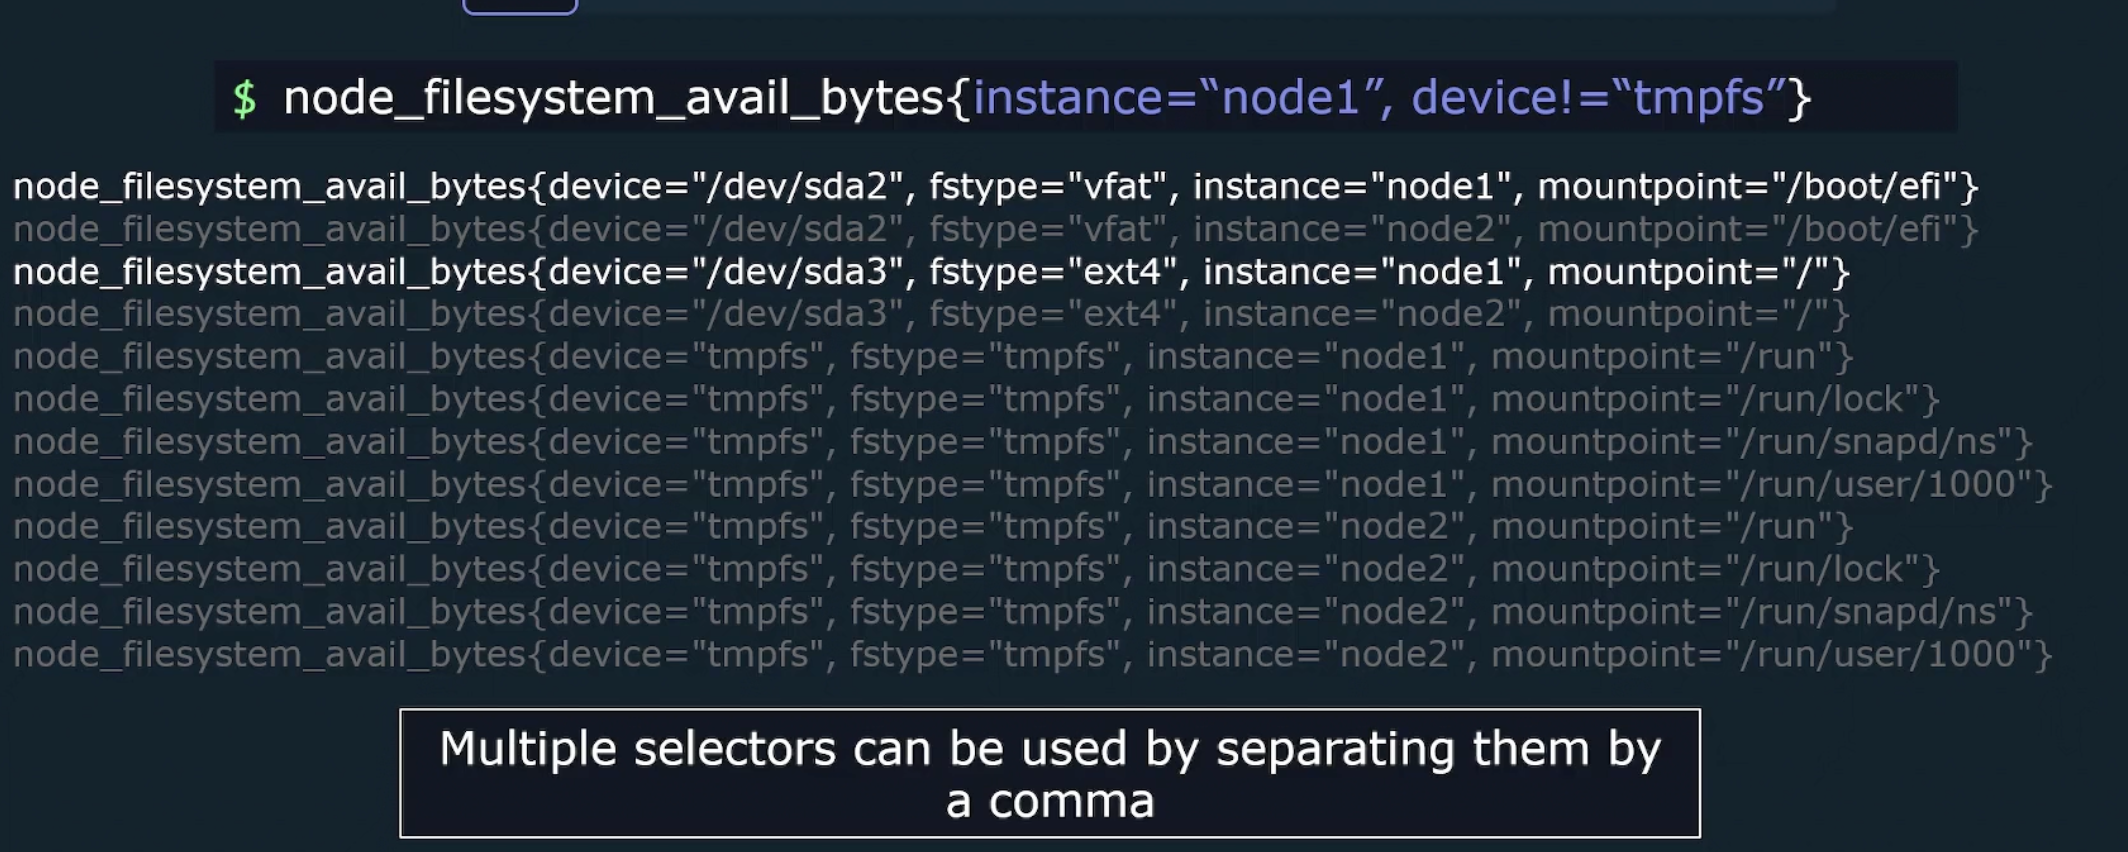 $ node_filesystem_avail_bytes{instance=“node1”, device!=“tmpfs”}
node_filesystem_avail_bytes{device="/dev/sda2", fstype="vfat", instance="node1", mountpoint="/boot/efi"}
node_filesystem_avail_bytes{device="/dev/sda2", fstype="vfat", instance="node2", mountpoint="/boot/efi"}
node_filesystem_avail_bytes{device="/dev/sda3", fstype="ext4", instance="node1", mountpoint="/"}
node_filesystem_avail_bytes{device="/dev/sda3", fstype="ext4", instance="node2", mountpoint="/"}
node_filesystem_avail_bytes{device="tmpfs", fstype="tmpfs", instance="node1", mountpoint="/run"}
node_filesystem_avail_bytes{device="tmpfs", fstype="tmpfs", instance="node1", mountpoint="/run/lock"}
node_filesystem_avail_bytes{device="tmpfs", fstype="tmpfs", instance="node1", mountpoint="/run/snapd/ns"}
node_filesystem_avail_bytes{device="tmpfs", fstype="tmpfs", instance="node1", mountpoint="/run/user/1000"}
node_filesystem_avail_bytes{device="tmpfs", fstype="tmpfs", instance="node2", mountpoint="/run"}
node_filesystem_avail_bytes{device="tmpfs", fstype="tmpfs", instance="node2", mountpoint="/run/lock"}
node_filesystem_avail_bytes{device="tmpfs", fstype="tmpfs", instance="node2", mountpoint="/run/snapd/ns"}
node_filesystem_avail_bytes{device="tmpfs", fstype="tmpfs", instance="node2", mountpoint="/run/user/1000"}
Multiple selectors can be used by separating them by
a comma